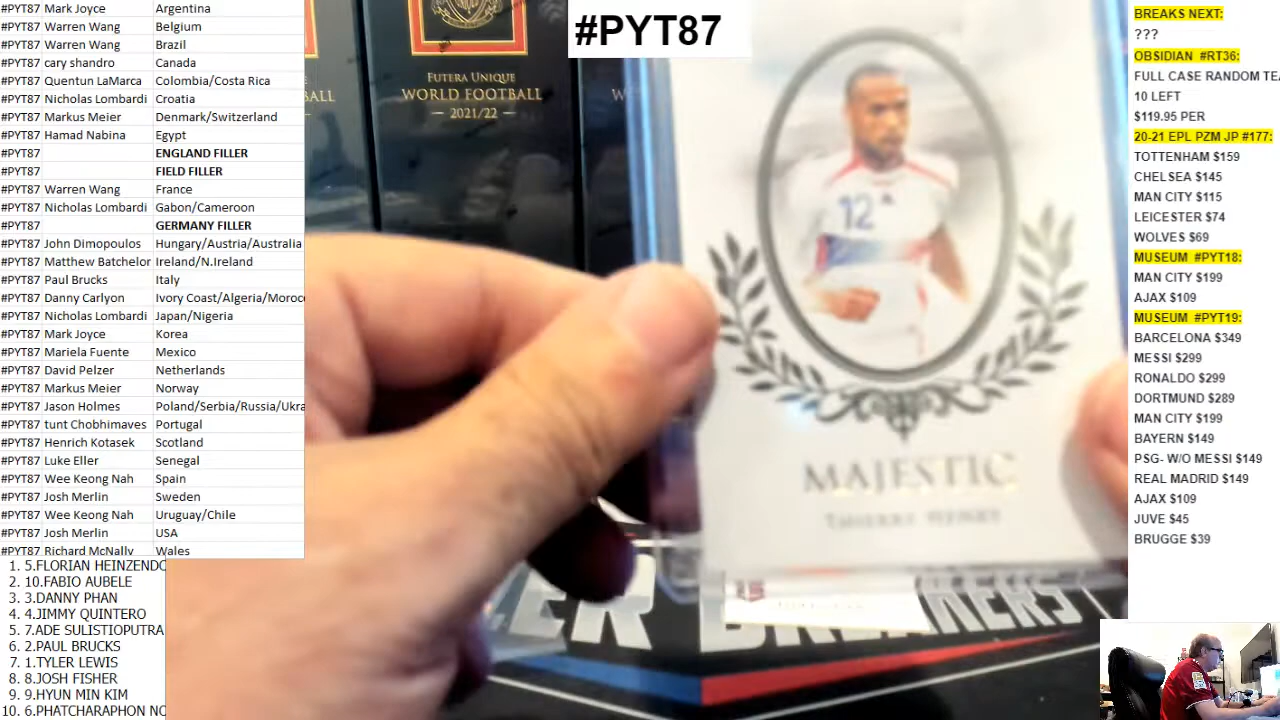 #PYT87 Mark Joyce Argentina
#PYT87 Warren Wang Belgium
#PYT87 Warren Wang Brazil
#PYT87 cary shandro Canada
#PYT87 Quentun LaMarca Colombia/Costa Rica
#PYT87 Nicholas Lombardi Croatia
#PYT87 Markus Meier Denmark/Switzerland
#PYT87 Hamad Nabina Egypt
#PYT87 ENGLAND FILLER
#PYT87 FIELD FILLER
#PYT87 Warren Wang France
#PYT87 Nicholas Lombardi Gabon/Cameroon
#PYT87 GERMANY FILLER
#PYT87 John Dimopoulos Hungary/Austria/Australia
#PYT87 Matthew Batchelor Ireland/N.Ireland
#PYT87 Paul Brucks Italy
#PYT87 Danny Carlyon Ivory Coast/Algeria/Moroc
#PYT87 Nicholas Lombardi Japan/Nigeria
#PYT87 Mark Joyce Korea
#PYT87 Mariela Fuente Mexico
#PYT87 David Pelzer Netherlands
#PYT87 Markus Meier Norway
#PYT87 Jason Holmes Poland/Serbia/Russia/Ukra
#PYT87 tunt Chobhimaves Portugal
#PYT87 Henrich Kotasek Scotland
#PYT87 Luke Eller Senegal
#PYT87 Wee Keong Nah Spain
#PYT87 Josh Merlin Sweden
#PYT87 Wee Keong Nah Uruguay/Chile
#PYT87 Josh Merlin USA
#PYT87 Richard McNally Wales
1. 5.FLORIAN HEINZENDO
2. 10.FABIO AUBELE
3. 3.DANNY PHAN
4. 4.JIMMY QUINTERO
5. 7.ADE SULISTIOPUTRA
6. 2.PAUL BRUCKS
7. 1.TYLER LEWIS
8. 8.JOSH FISHER
9. 9.HYUN MIN KIM
10. 6.PHATCHARAPHON NO
#PYT87
FUTERA UNIQUE
WORLD FOOTBALL
2021/22
12
MAJESTIC
THIERRY HENRY
BREAKS NEXT:
???
OBSIDIAN #RT36:
FULL CASE RANDOM TEA
10 LEFT
$119.95 PER
20-21 EPL PZM JP #177:
TOTTENHAM $159
CHELSEA $145
MAN CITY $115
LEICESTER $74
WOLVES $69
MUSEUM #PYT18:
MAN CITY $199
AJAX $109
MUSEUM #PYT19:
BARCELONA $349
MESSI $299
RONALDO $299
DORTMUND $289
MAN CITY $199
BAYERN $149
PSG- W/O MESSI $149
REAL MADRID $149
AJAX $109
JUVE $45
BRUGGE $39